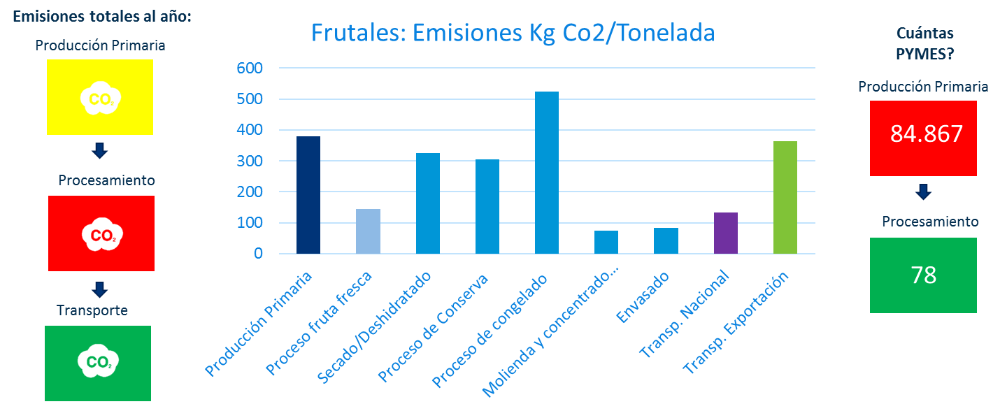 Emisiones totales al año:
Producción Primaria
CO2
Procesamiento
CO2
Transporte
CO2
Frutales: Emisiones Kg Co2/Tonelada
600
500
400
300
200
100
0
Producción Primaria
Proceso fruta fresca
Secado/Deshidratado
Proceso de Conserva
Proceso de congelado
Molienda y concentrado...
Envasado
Transp. Nacional
Transp. Exportación
Cuántas
PYMES?
Producción Primaria
84.867
Procesamiento
78